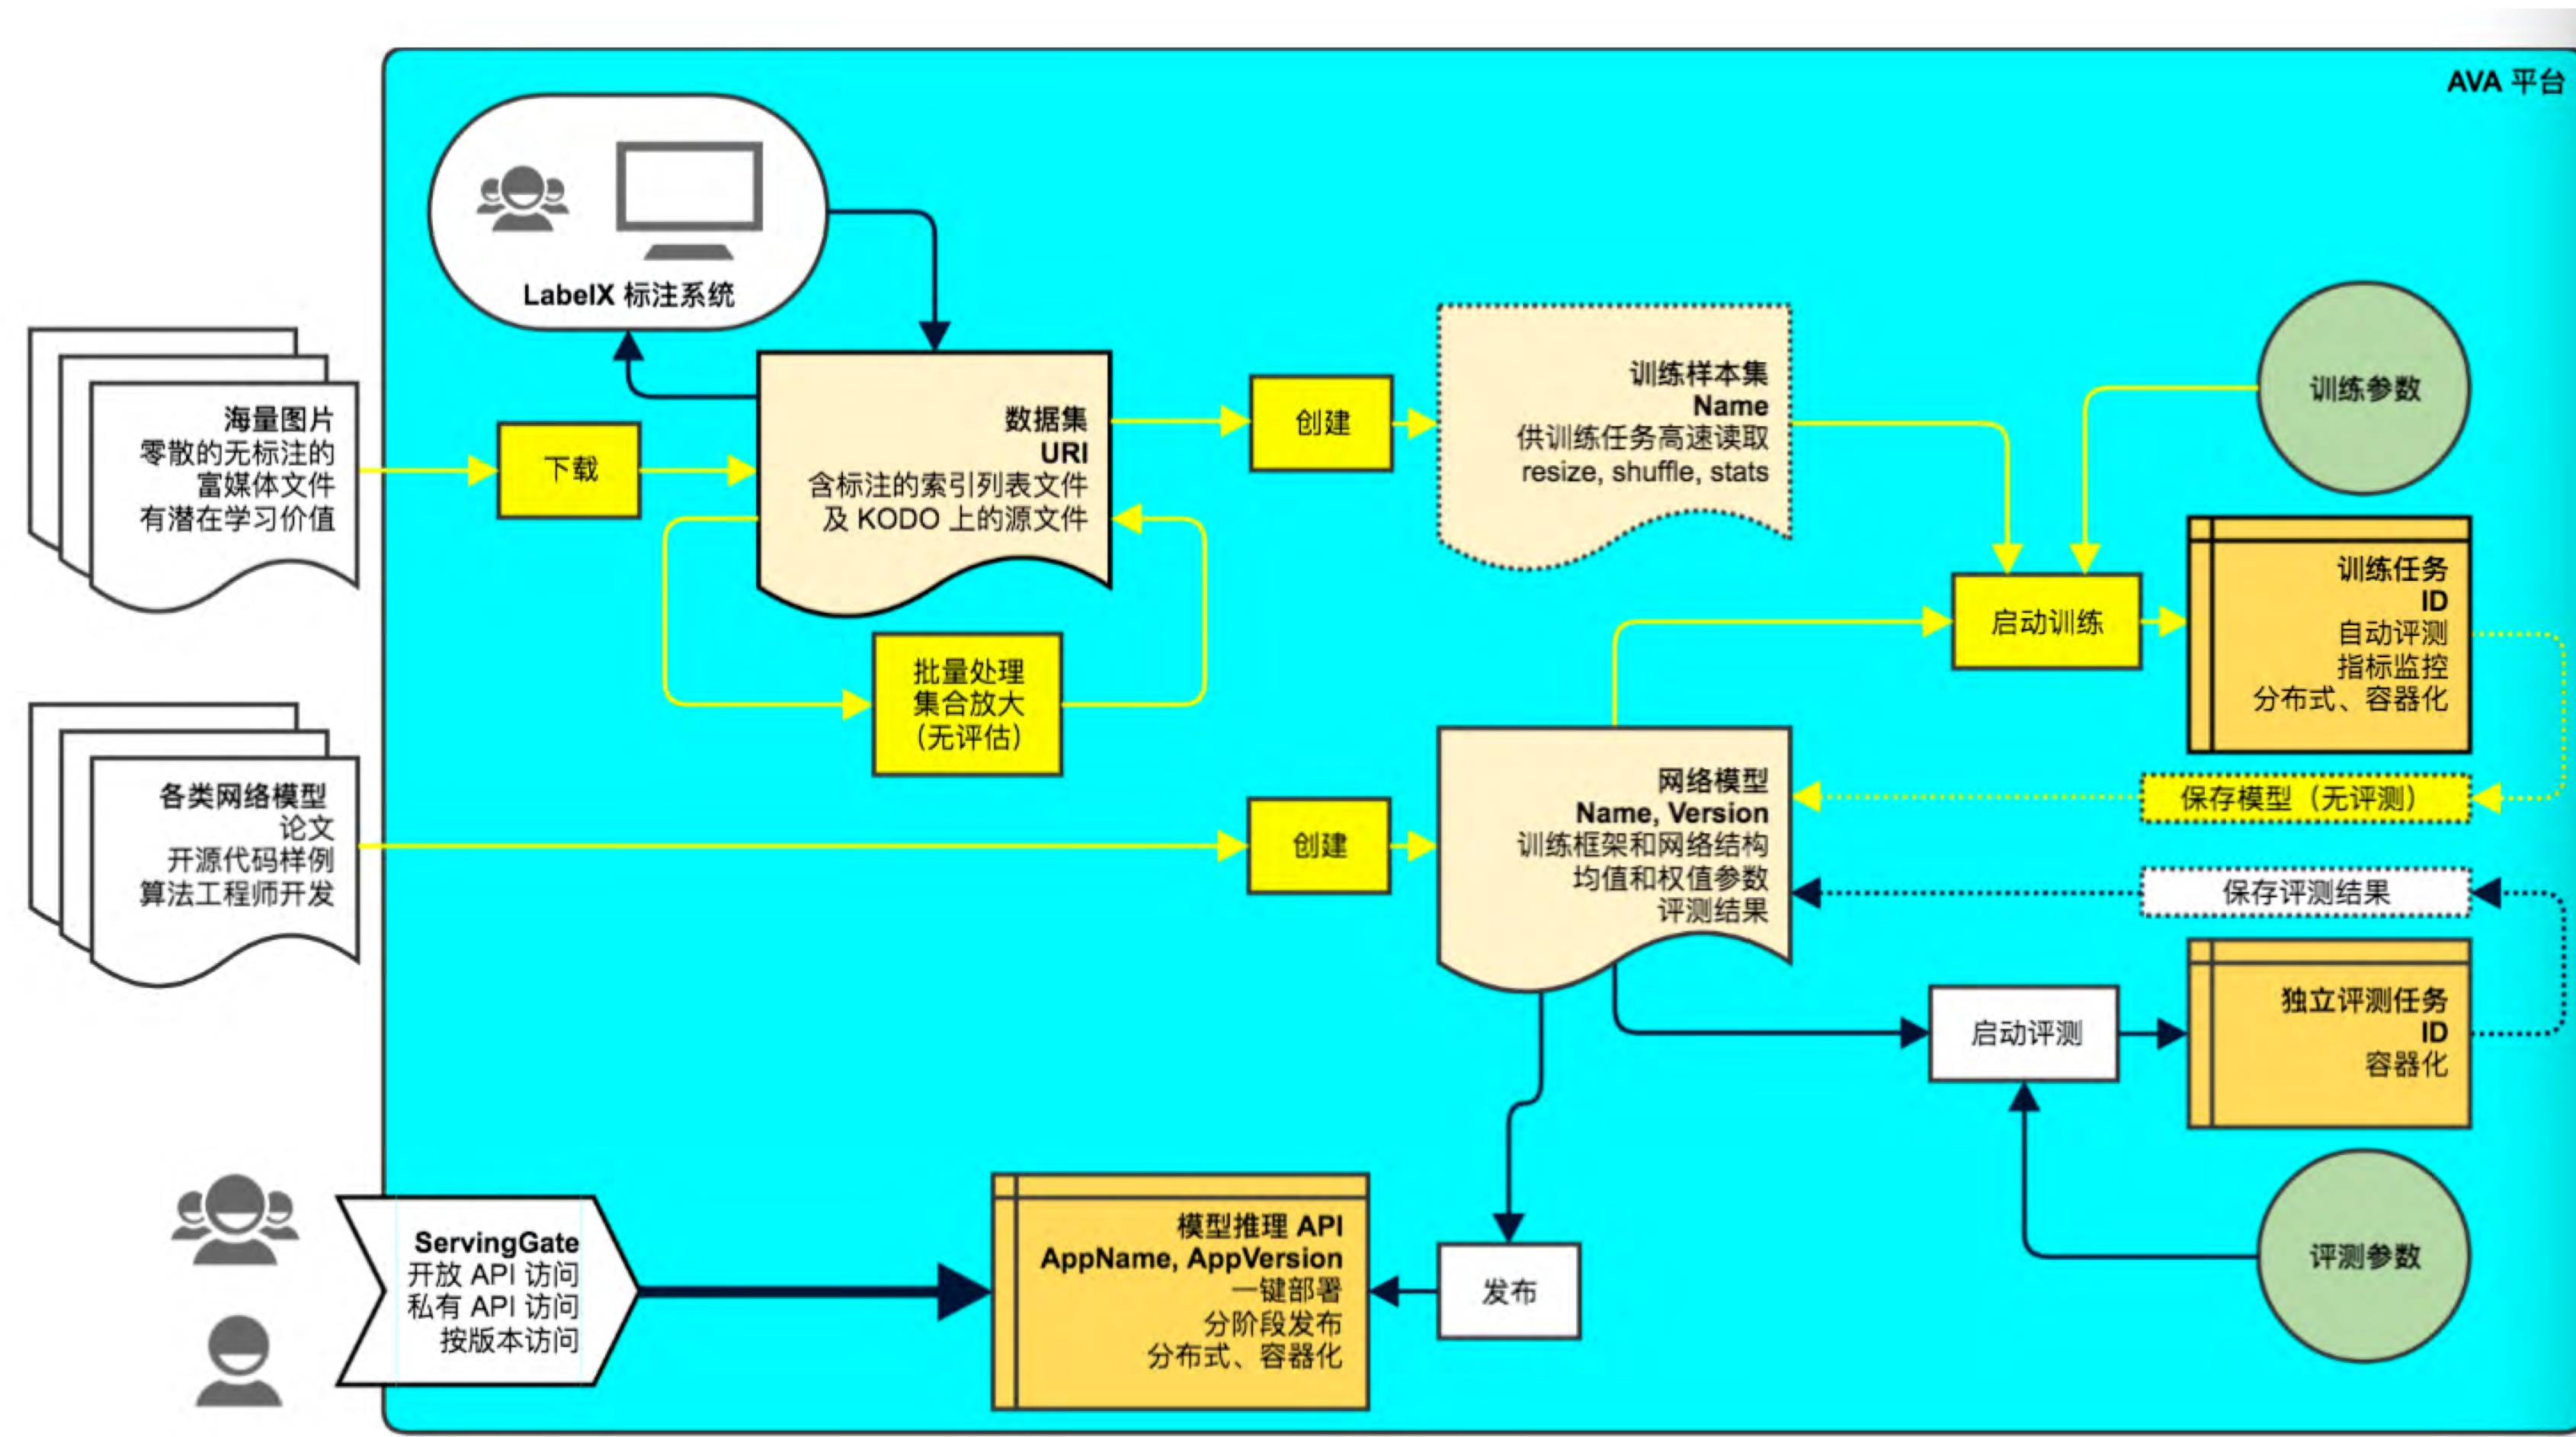 AVA 平台
LabelX 标注系统
海量图片
零散的无标注的
富媒体文件
有潜在学习价值
下载
数据集
URI
含标注的索引列表文件
及 KODO 上的源文件
批量处理
集合放大
（无评估）
创建
训练样本集
Name
供训练任务高速读取
resize, shuffle, stats
训练参数
启动训练
训练任务
ID
自动评测
指标监控
分布式、容器化
各类网络模型
论文
开源代码样例
算法工程师开发
创建
网络模型
Name, Version
训练框架和网络结构
均值和权值参数
评测结果
保存模型（无评测）
保存评测结果
启动评测
独立评测任务
ID
容器化
评测参数
ServingGate
开放 API 访问
私有 API 访问
按版本访问
模型推理 API
AppName, AppVersion
一键部署
分阶段发布
分布式、容器化
发布